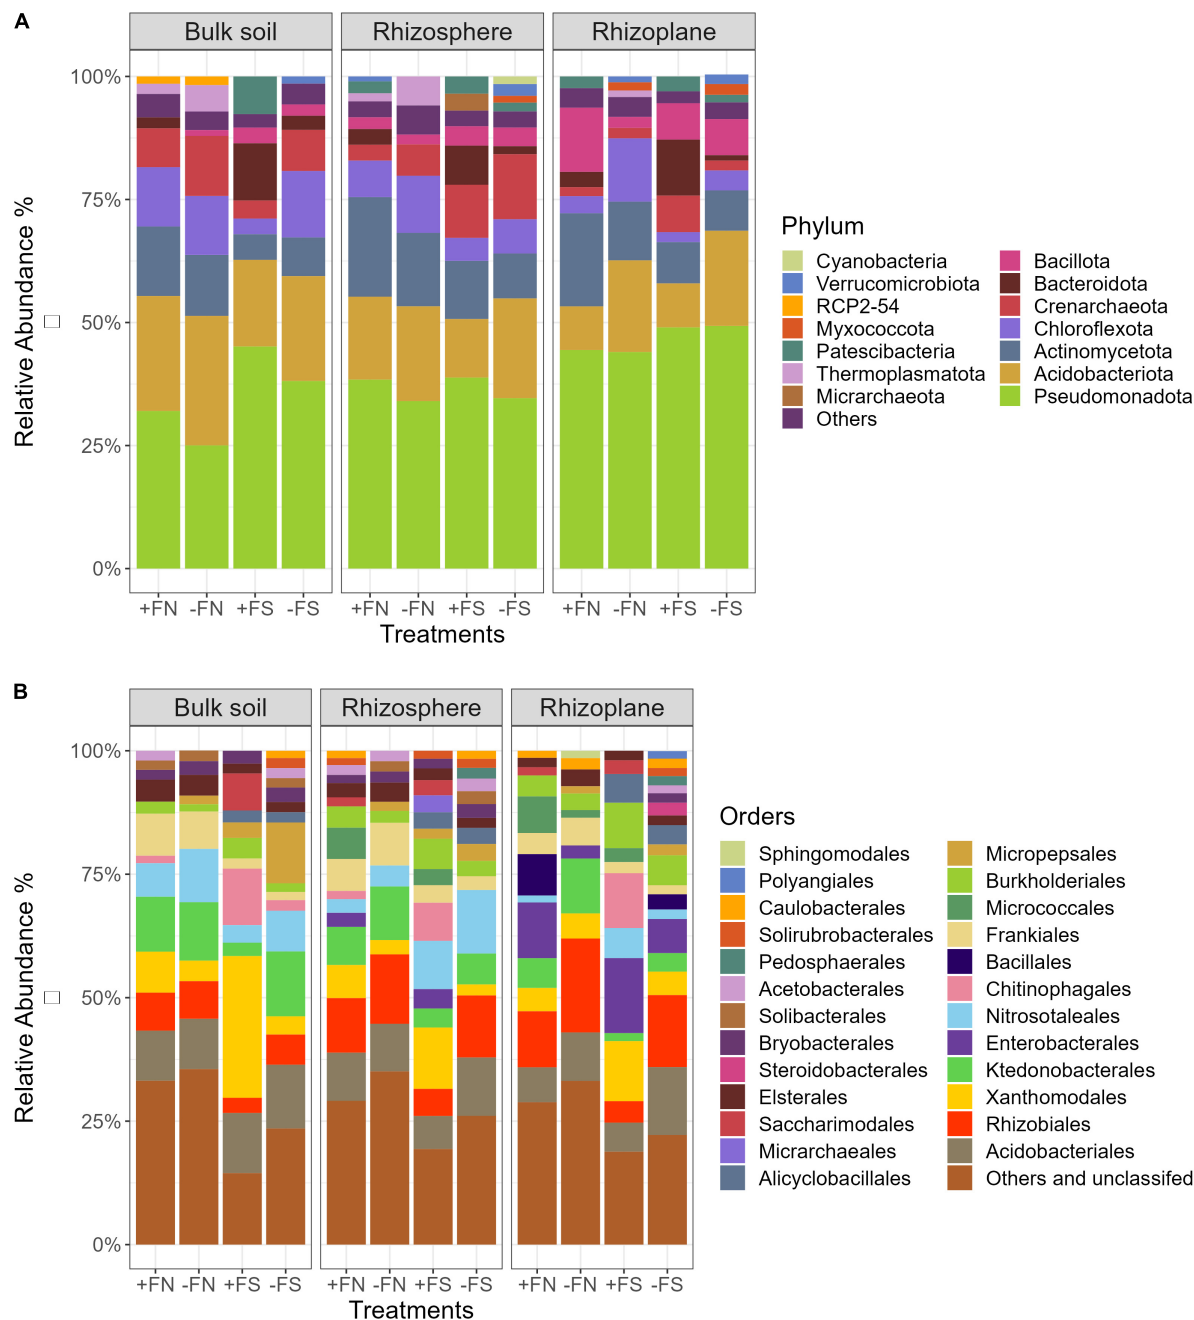 A
Bulk soil
Rhizosphere
Rhizoplane
100%
75%
50%
25%
0%
Relative Abundance %
+FN -FN +FS -FS
+FN -FN +FS -FS
+FN -FN +FS -FS
Treatments
Phylum
Cyanobacteria
Verrucomicrobiota
RCP2-54
Myxococcota
Patescibacteria
Thermoplasmatota
Micrarchaeota
Others
Bacillota
Bacteroidota
Crenarchaeota
Chloroflexota
Actinomycetota
Acidobacteriota
Pseudomonadota
B
Bulk soil
Rhizosphere
Rhizoplane
100%
75%
50%
25%
0%
Relative Abundance %
+FN -FN +FS -FS
+FN -FN +FS -FS
+FN -FN +FS -FS
Treatments
Orders
Sphingomodales
Polyangiales
Caulobacterales
Solirubrobacterales
Pedosphaerales
Acetobacterales
Solibacterales
Bryobacterales
Steroidobacterales
Elsterales
Saccharimodales
Micrarchaeales
Alicyclobacillales
Micropepsales
Burkholderiales
Micrococcales
Frankiales
Bacillales
Chitinophagales
Nitrosotaleales
Enterobacterales
Ktedonobacterales
Xanthomodales
Rhizobiales
Acidobacteriales
Others and unclassifed